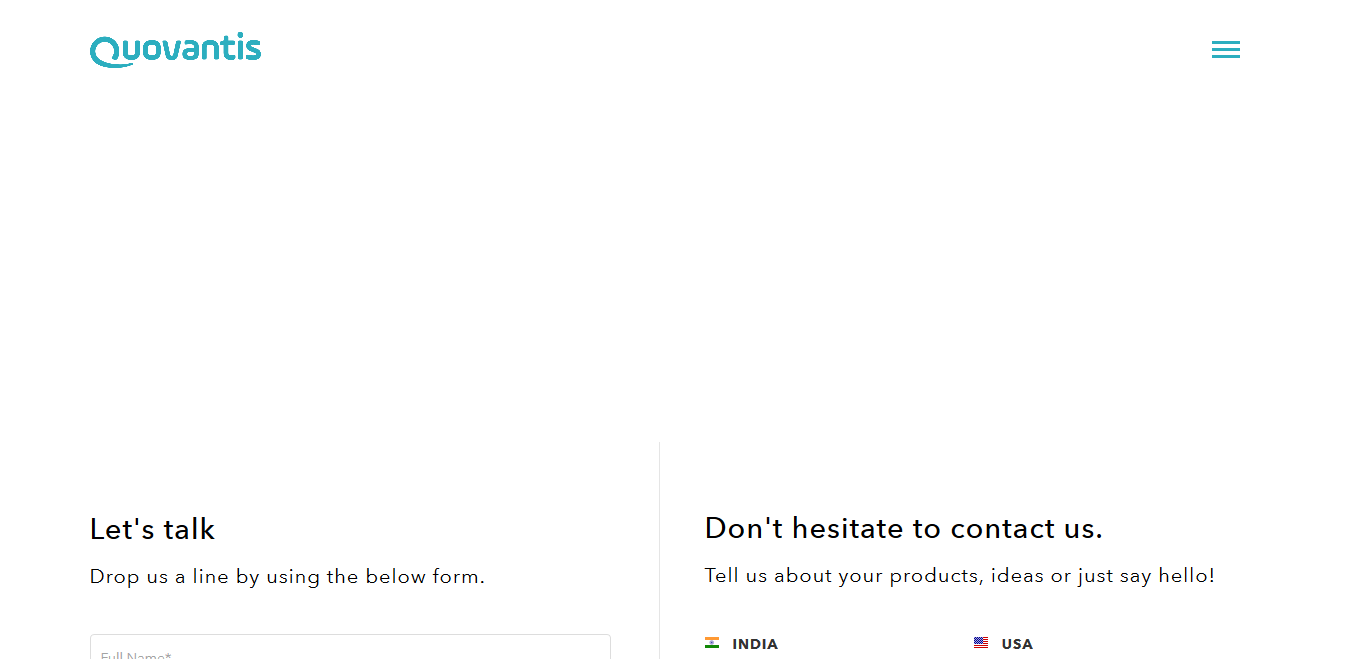 Quovantis
Let's talk
Drop us a line by using the below form.
Full Name*
Don't hesitate to contact us.
Tell us about your products, ideas or just say hello!
INDIA
USA